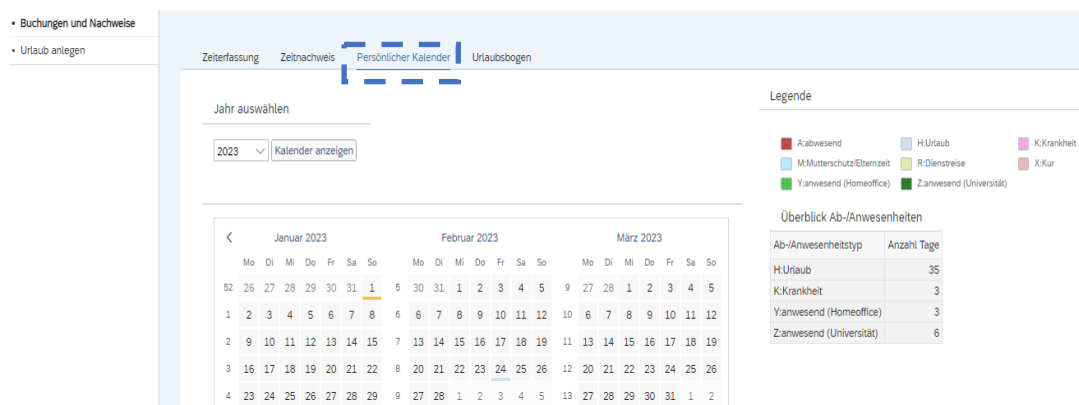 • Buchungen und Nachweise
• Urlaub anlegen
Zeiterfassung Zeitnachweis Persönlicher Kalender Urlaubsbogen
Jahr auswählen
2023 Kalender anzeigen
Legende
A:abwesend H:Urlaub K:Krankheit
M:Mutterschutz/Elternzeit R:Dienstreise X:Kur
Y:anwesend (Homeoffice) Z:anwesend (Universität)
Überblick Ab-/Anwesenheiten
Ab-/Anwesenheitstyp Anzahl Tage
H:Urlaub 35
K:Krankheit 3
Y:anwesend (Homeoffice) 3
Z:anwesend (Universität) 6
Januar 2023 Februar 2023 März 2023
Mo Di Mi Do Fr Sa So Mo Di Mi Do Fr Sa So Mo Di Mi Do Fr Sa So
52 26 27 28 29 30 31 1 5 30 31 1 2 3 4 5 9 27 28 1 2 3 4 5
1 2 3 4 5 6 7 8 6 6 7 8 9 10 11 12 10 6 7 8 9 10 11 12
2 9 10 11 12 13 14 15 7 13 14 15 16 17 18 19 11 13 14 15 16 17 18 19
3 16 17 18 19 20 21 22 8 20 21 22 23 24 25 26 12 20 21 22 23 24 25 26
4 23 24 25 26 27 28 29 9 27 28 1 2 3 4 5 13 27 28 29 30 31 1 2